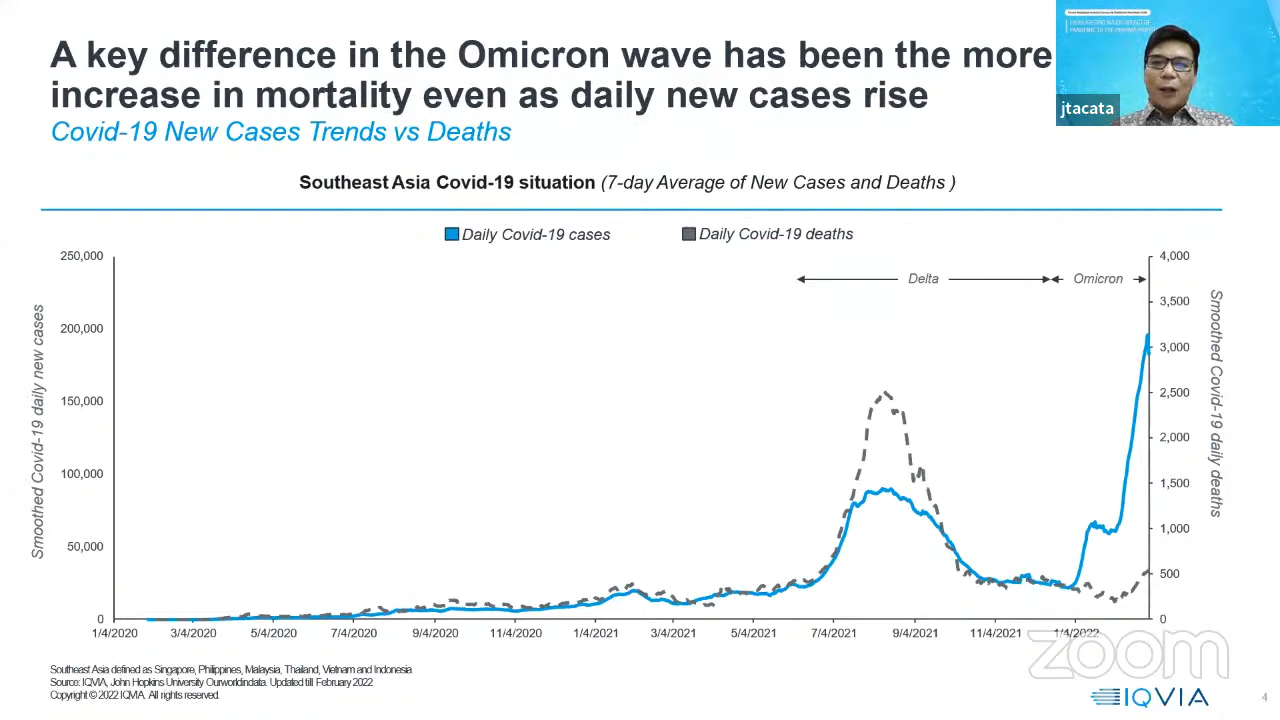 A key difference in the Omicron wave has been the more
increase in mortality even as daily new cases rise
Covid-19 New Cases Trends vs Deaths
jtacata
Southeast Asia Covid-19 situation (7-day Average of New Cases and Deaths )
Daily Covid-19 cases
Daily Covid-19 deaths
250,000
200,000
150,000
100,000
50,000
0
Smoothed Covid-19 daily new cases
Delta
Omicron
4,000
3,500
3,000
2,500
2,000
1,500
1,000
500
0
Smoothed Covid-19 daily deaths
1/4/2020 3/4/2020 5/4/2020 7/4/2020 9/4/2020 11/4/2020 1/4/2021 3/4/2021 5/4/2021 7/4/2021 9/4/2021 11/4/2021 1/4/2022
zoom
Southeast Asia defined as Singapore, Philippines, Malaysia, Thailand, Vietnam and Indonesia
Source: IQVIA, John Hopkins University Ourworldindata. Updated till February 2022
Copyright © 2022 IQVIA. All rights reserved.
IQVIA
4